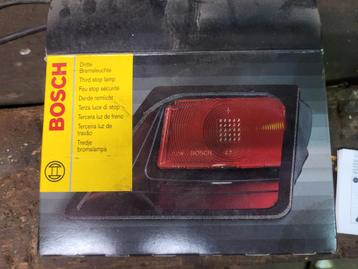 BOSCH
Dritte
Bremsleuchte
Third stop lamp
Feu stop sécurité
Derde remlicht
Terza luce di stop
Tercera luz de freno
Terceira luz de
travão
Tredje
bromslampa
BOSCH